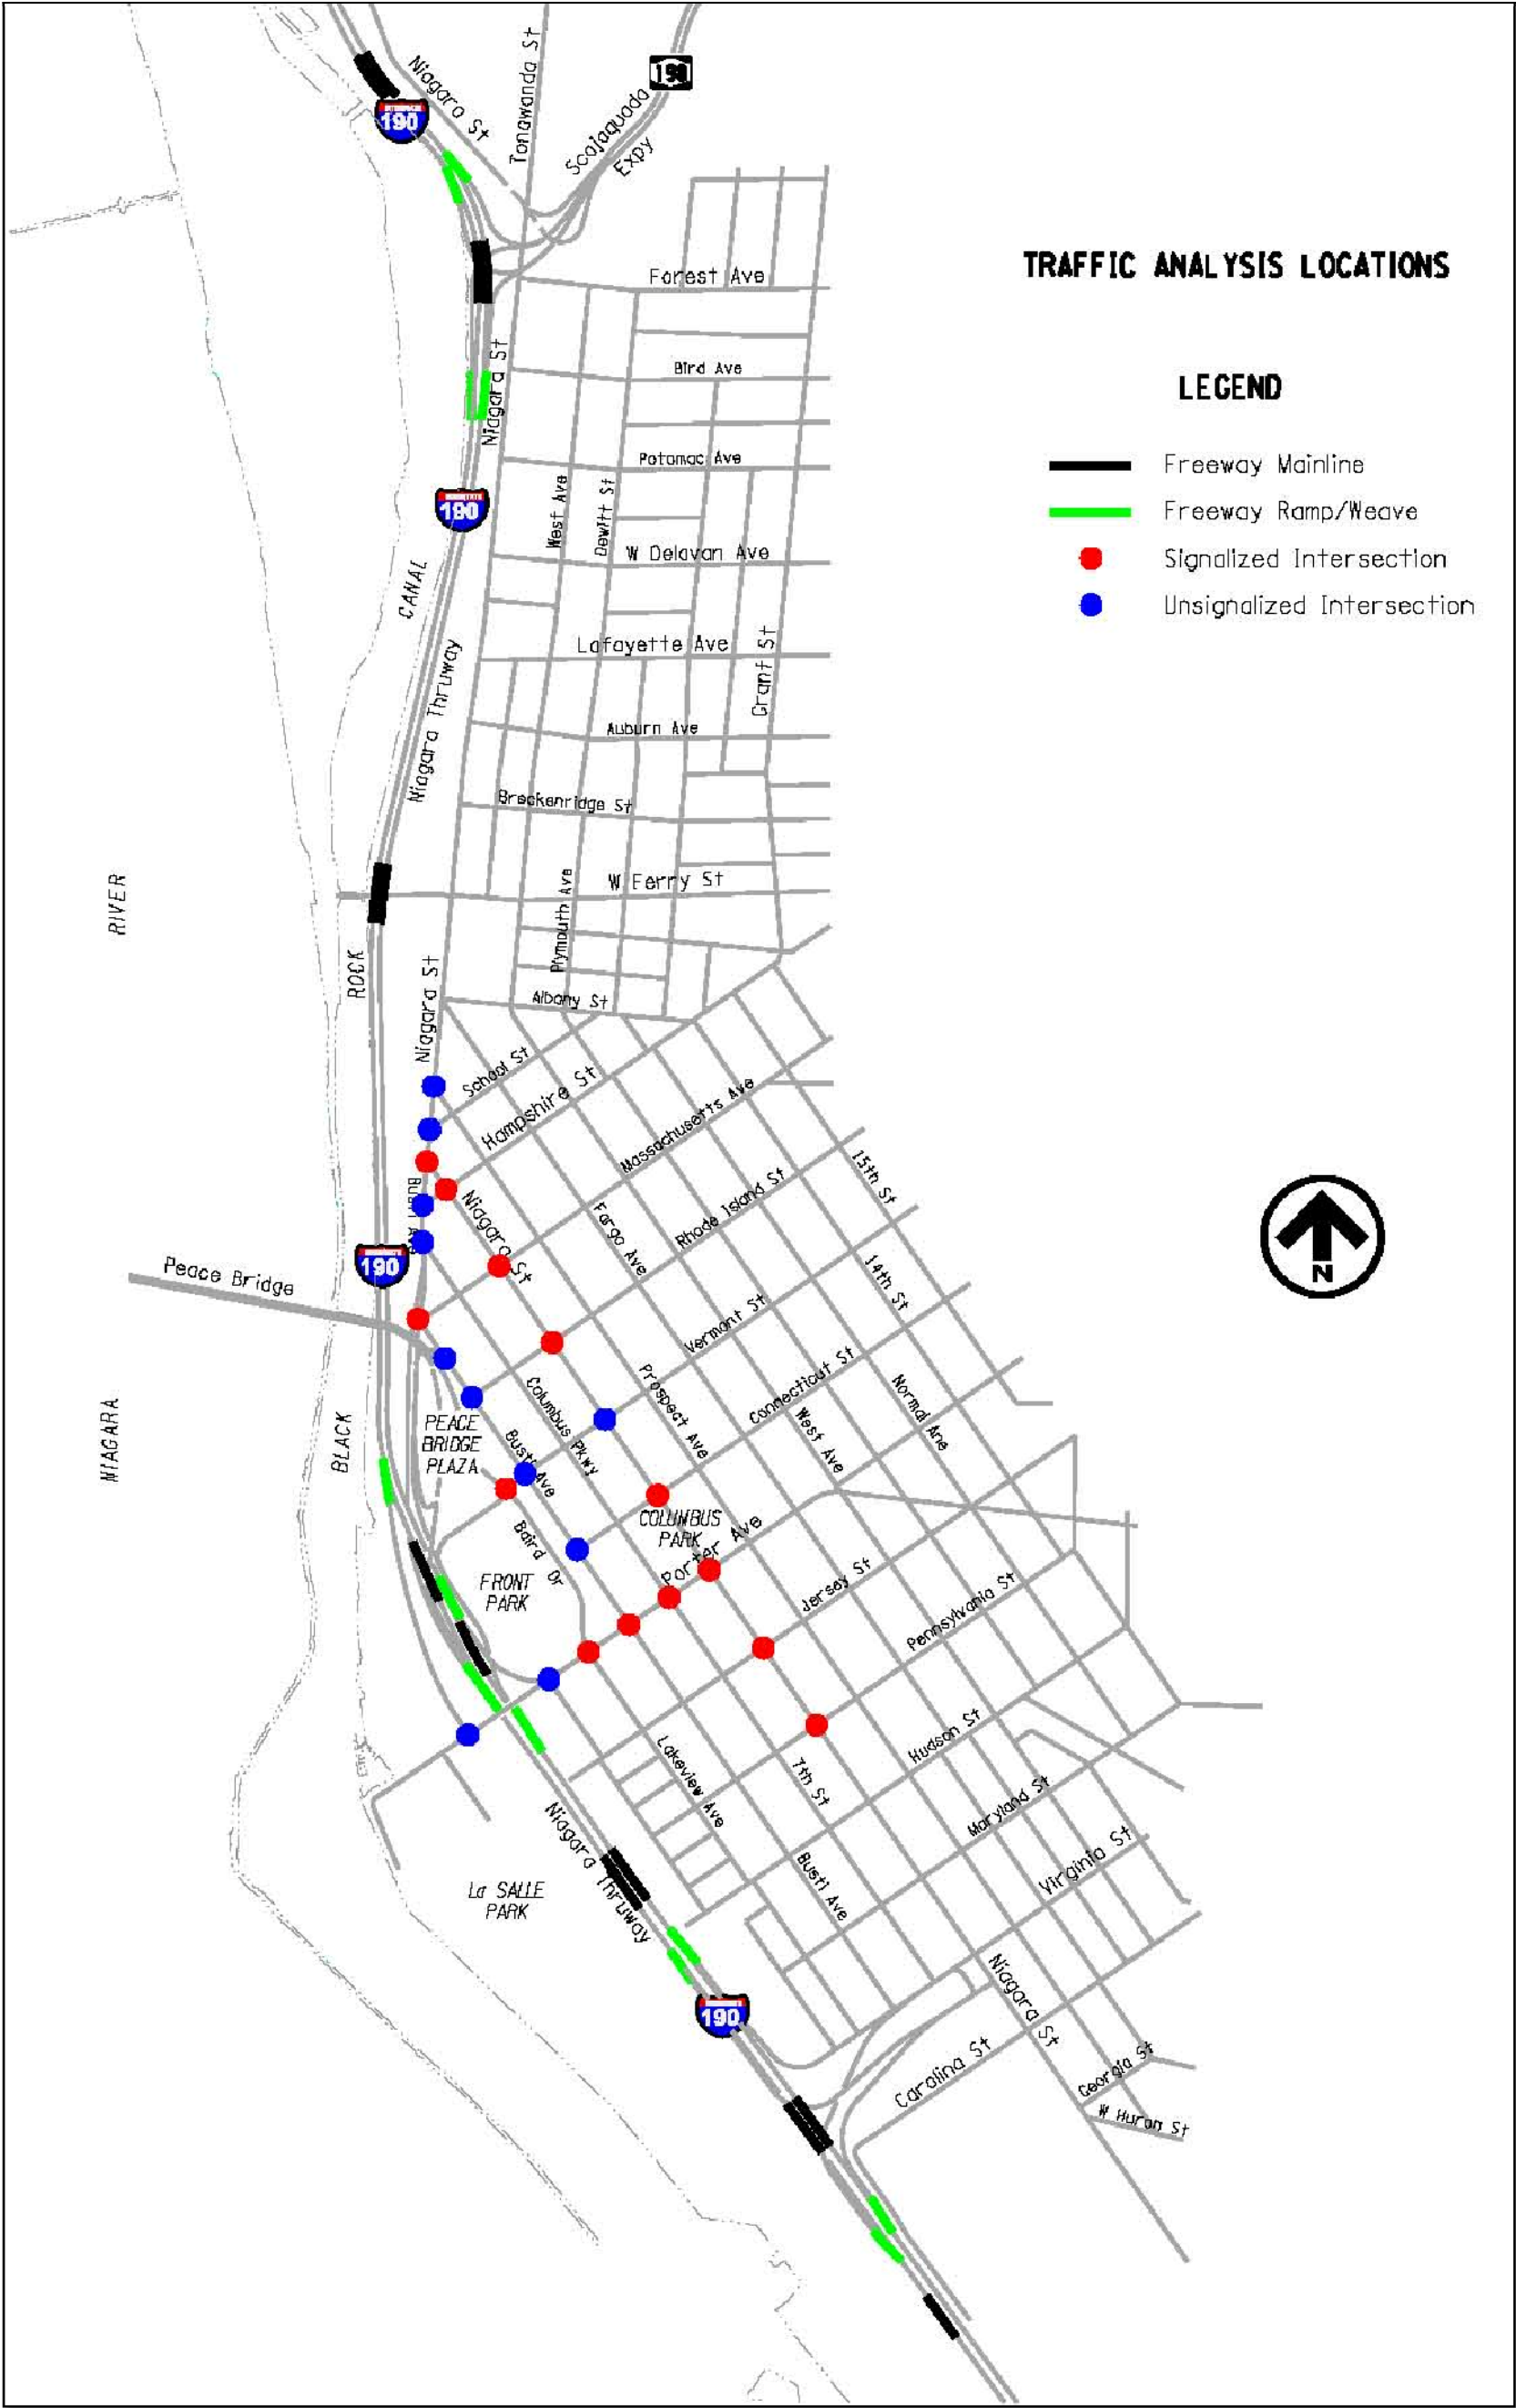 Niagara St
Tonawanda St
198
190
Scajaquada
Expy
TRAFFIC ANALYSIS LOCATIONS
Forest Ave
LEGEND
Niagara St
Bird Ave
Freeway Mainline
Potomac Ave
190
West Ave
Dewitt St
Freeway Ramp/Weave
W Delavan Ave
Signalized Intersection
CANAL
Unsignalized Intersection
Lafayette Ave
Grant St
Niagara Thruway
Auburn Ave
Breckenridge St
W Ferry St
RIVER
Plymouth Ave
ROCK
Niagara St
Albany St
School St
Hampshire St
Massachusetts Ave
15th St
Rhode Island St
Niagara St
Busti Ave
Fargo Ave
190
Peace Bridge
14th St
N
Vermont St
Connecticut St
Prospect Ave
Columbus Pkwy
Normal Ane
West Ave
NIAGARA
BLACK
PEACE
BRIDGE
PLAZA
Busti Ave
COLUMBUS
PARK
Porter Ave
Baird Dr
FRONT
PARK
Jersey St
Pennsylvania St
Hudson St
Lakeview Ave
7th St
Maryland St
Niagara Thruway
Virginia St
Busti Ave
La SALLE
PARK
190
Niagara St
Carolina St
Georgia St
W Huron St